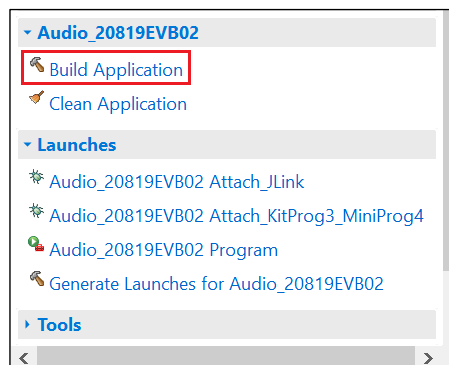 Audio_20819EVB02
Build Application
Clean Application
Launches
Audio_20819EVB02 Attach_JLink
Audio_20819EVB02 Attach_KitProg3_MiniProg4
Audio_20819EVB02 Program
Generate Launches for Audio_20819EVB02
Tools